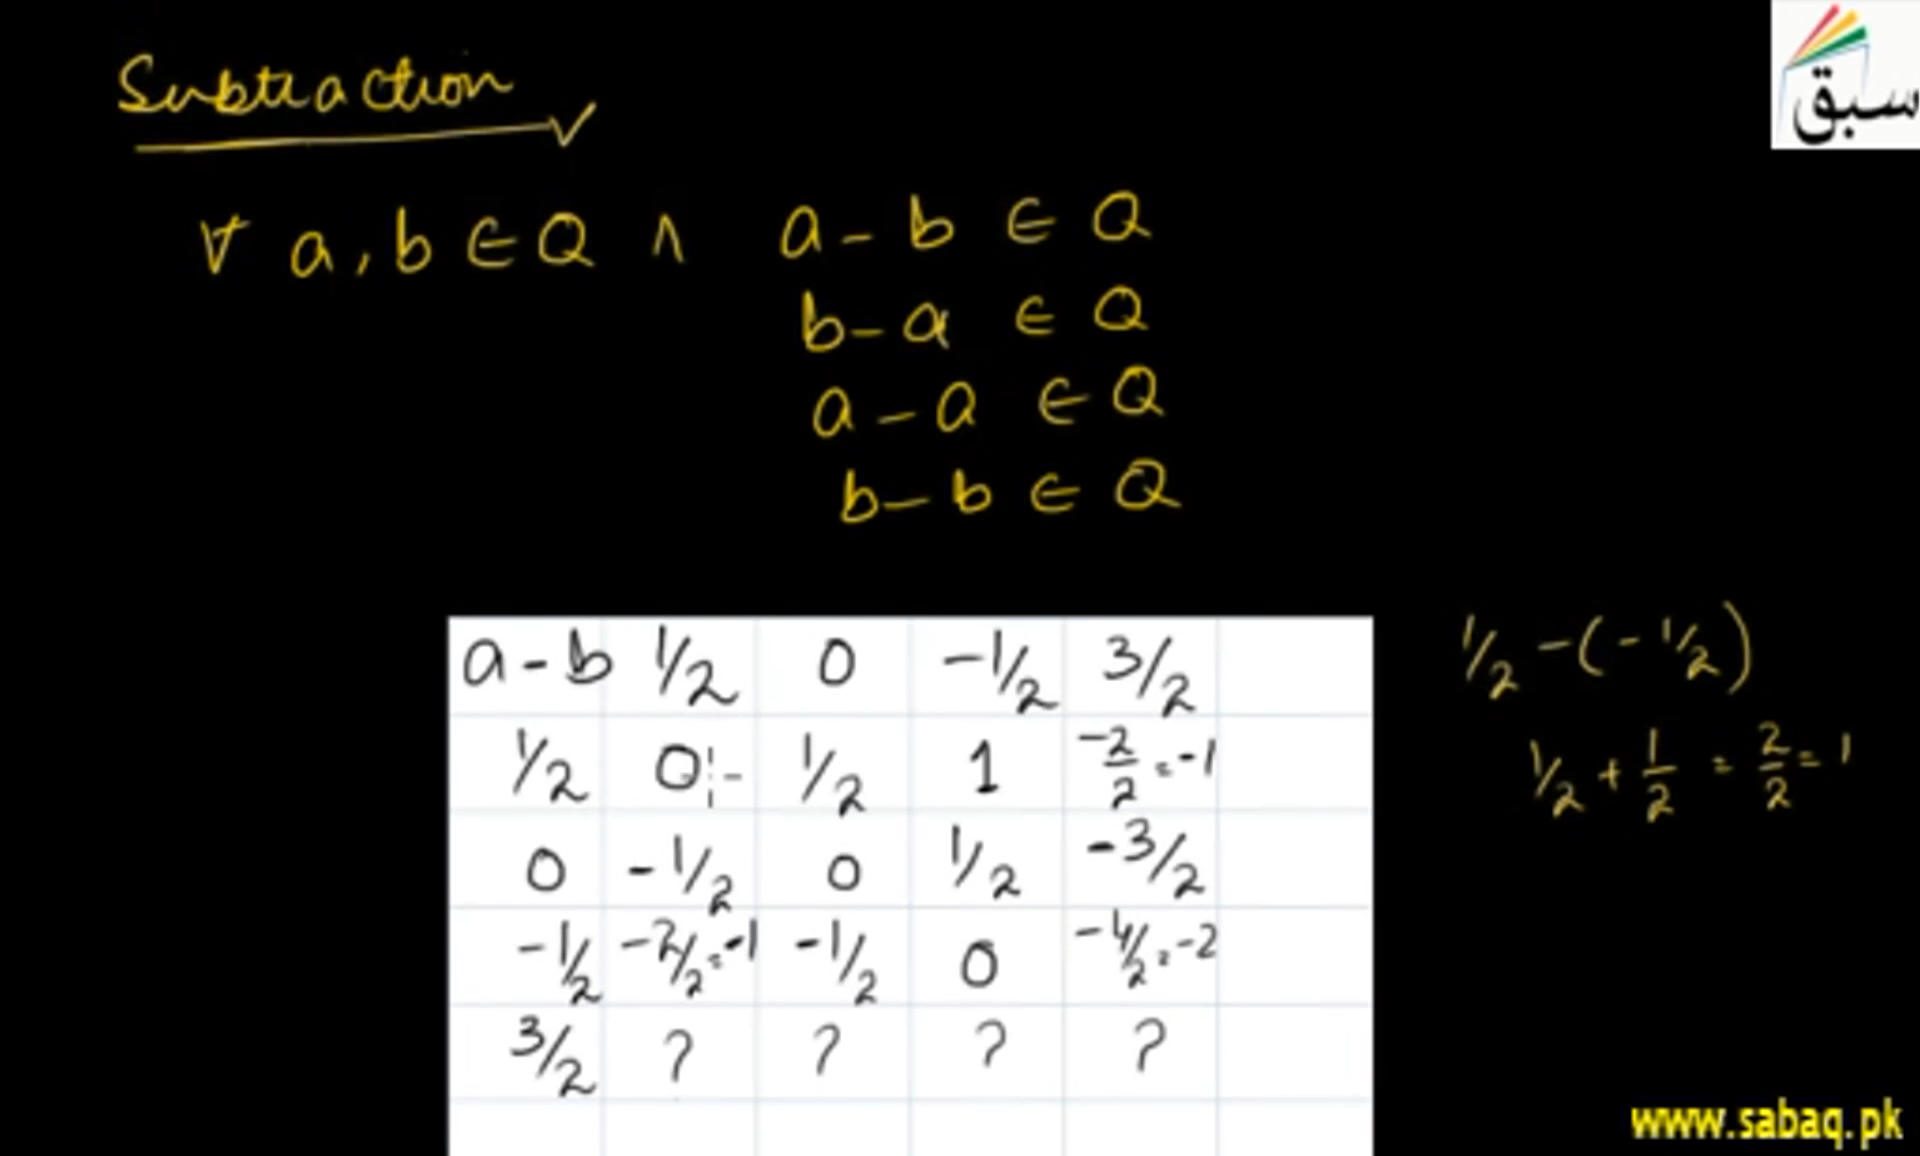 سبق
Subtraction ✓
∀ a, b ∈ Q ∧ a - b ∈ Q
b - a ∈ Q
a - a ∈ Q
b - b ∈ Q
a - b 1/2 0 -1/2 3/2
1/2 0 1/2 1 -2/2 = -1
0 -1/2 0 1/2 -3/2
-1/2 -2/2 = -1 -1/2 0 -4/2 = -2
3/2 ? ? ? ?
1/2 - (-1/2)
1/2 + 1/2 = 2/2 = 1
www.sabaq.pk